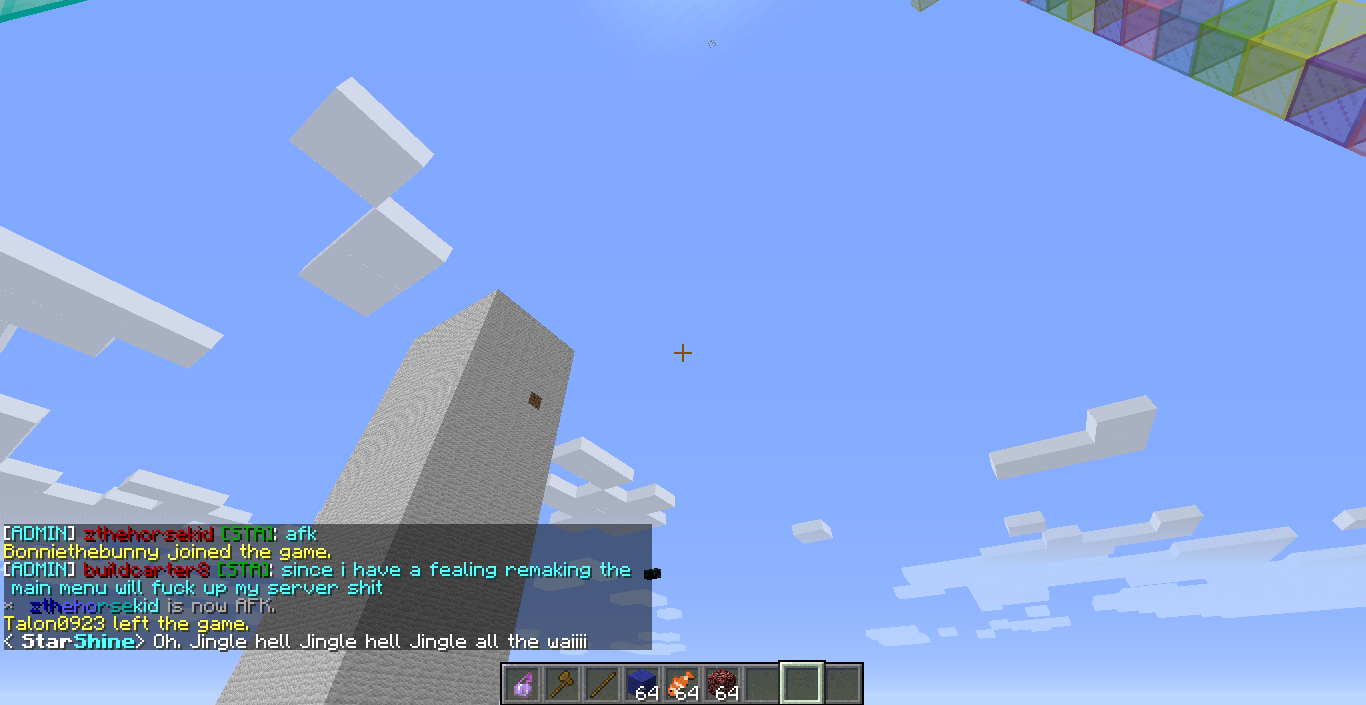 [ADMIN] zthehorsekid [STA]: afk
Bonniethebunny joined the game.
[ADMIN] buildcarter8 [STA]: since i have a fealing remaking the
main menu will fuck up my server shit
* zthehorsekid is now AFK.
Talon0923 left the game.
< StarShine> Oh. Jingle hell Jingle hell Jingle all the waiiii
64 64 64